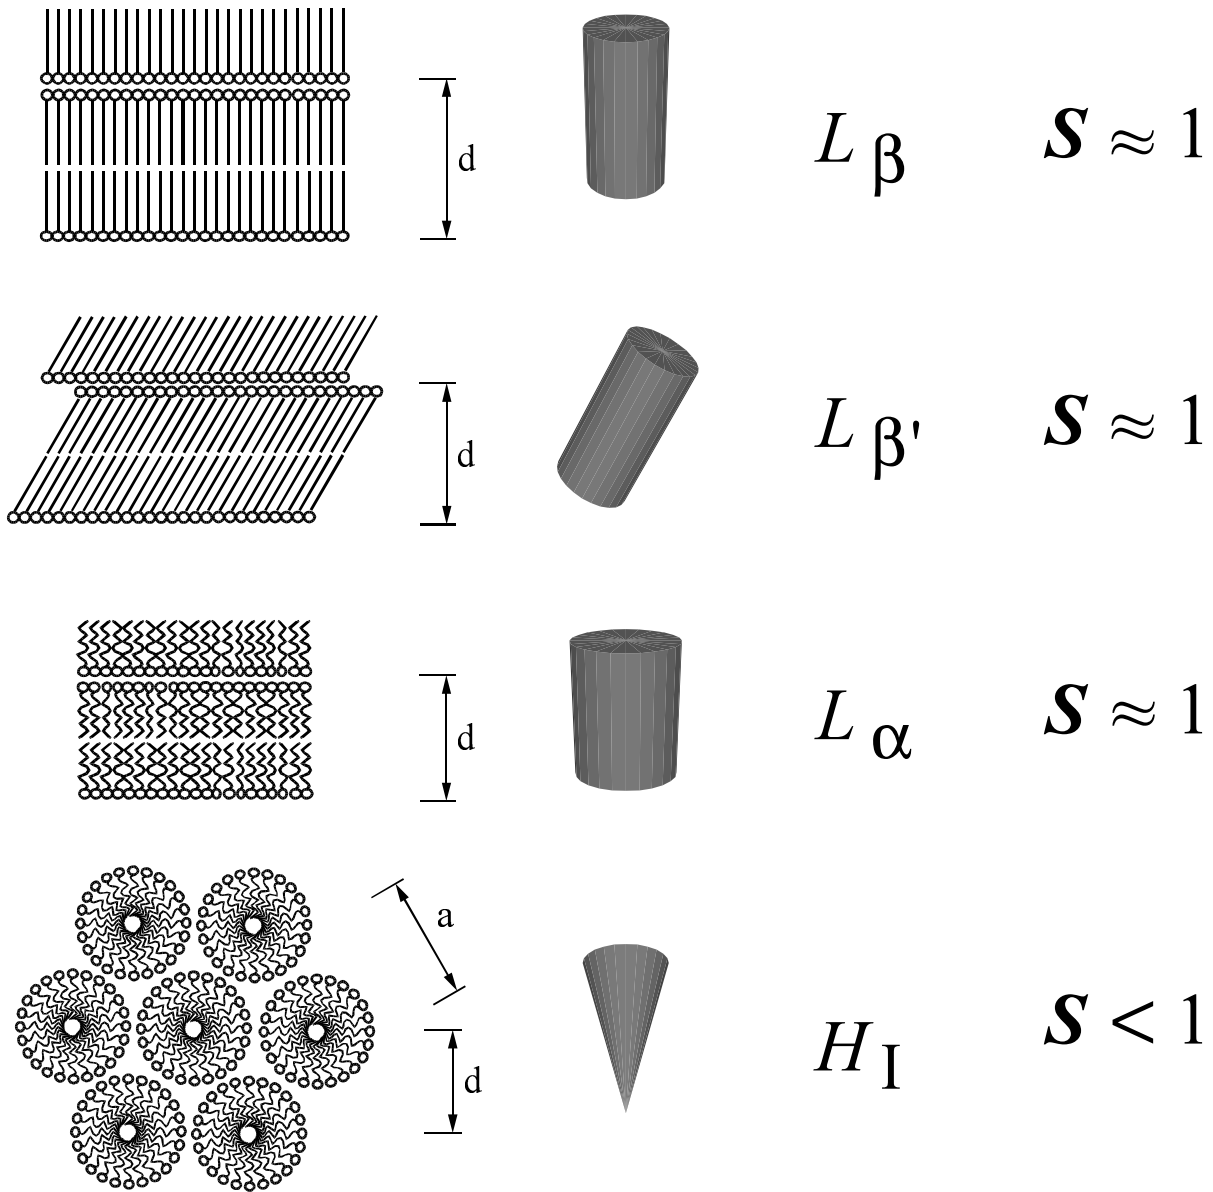 d L β S ≈ 1
d L β' S ≈ 1
d L α S ≈ 1
a
d H I S < 1